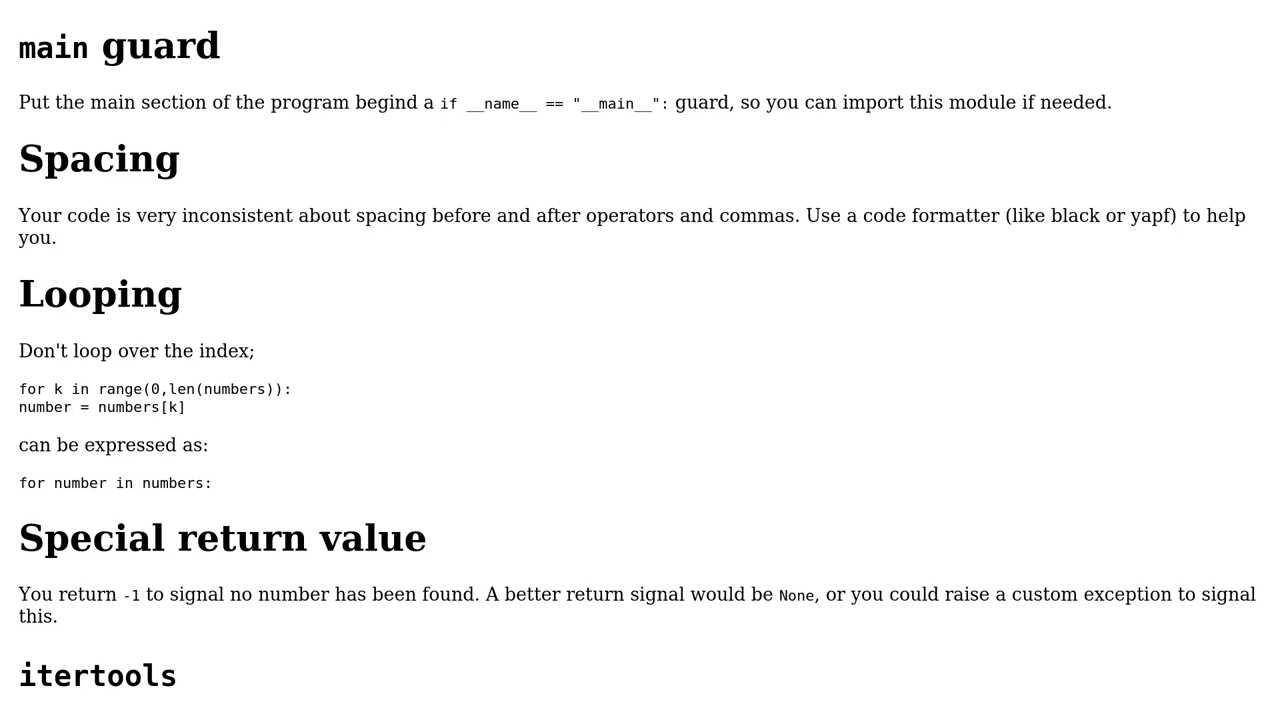 main guard
Put the main section of the program begind a if __name__ == "__main__": guard, so you can import this module if needed.
Spacing
Your code is very inconsistent about spacing before and after operators and commas. Use a code formatter (like black or yapf) to help
you.
Looping
Don't loop over the index;
for k in range(0,len(numbers)):
number = numbers[k]
can be expressed as:
for number in numbers:
Special return value
You return -1 to signal no number has been found. A better return signal would be None, or you could raise a custom exception to signal
this.
itertools